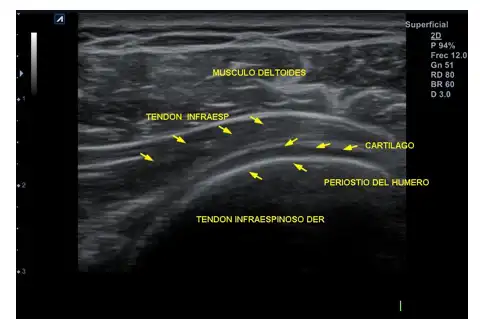 Superficial
2D
P 94%
Frec 12.0
Gn 51
RD 80
BR 60
D 3.0
MUSCULO DELTOIDES
1
TENDON INFRAESP
CARTILAGO
2
PERIOSTIO DEL HUMERO
TENDON INFRAESPINOSO DER
3